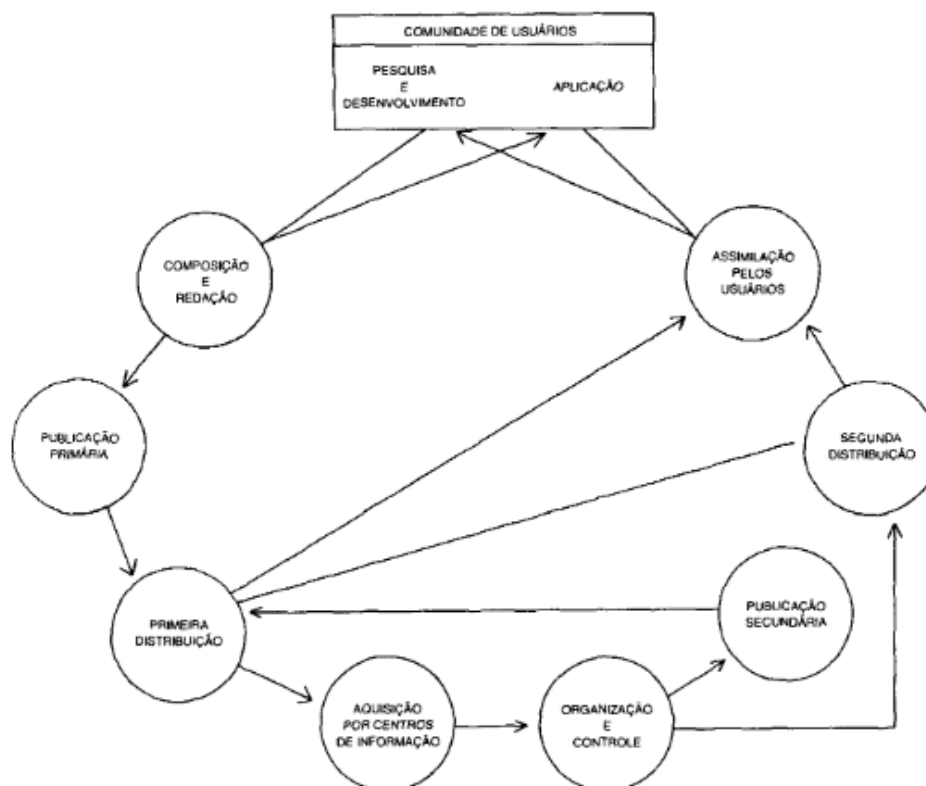 COMUNIDADE DE USUÁRIOS
PESQUISA
E
DESENVOLVIMENTO
APLICAÇÃO
COMPOSIÇÃO
E
REDAÇÃO
ASSIMILAÇÃO
PELOS
USUÁRIOS
PUBLICAÇÃO
PRIMÁRIA
SEGUNDA
DISTRIBUIÇÃO
PRIMEIRA
DISTRIBUIÇÃO
PUBLICAÇÃO
SECUNDÁRIA
AQUISIÇÃO
POR CENTROS
DE INFORMAÇÃO
ORGANIZAÇÃO
E
CONTROLE